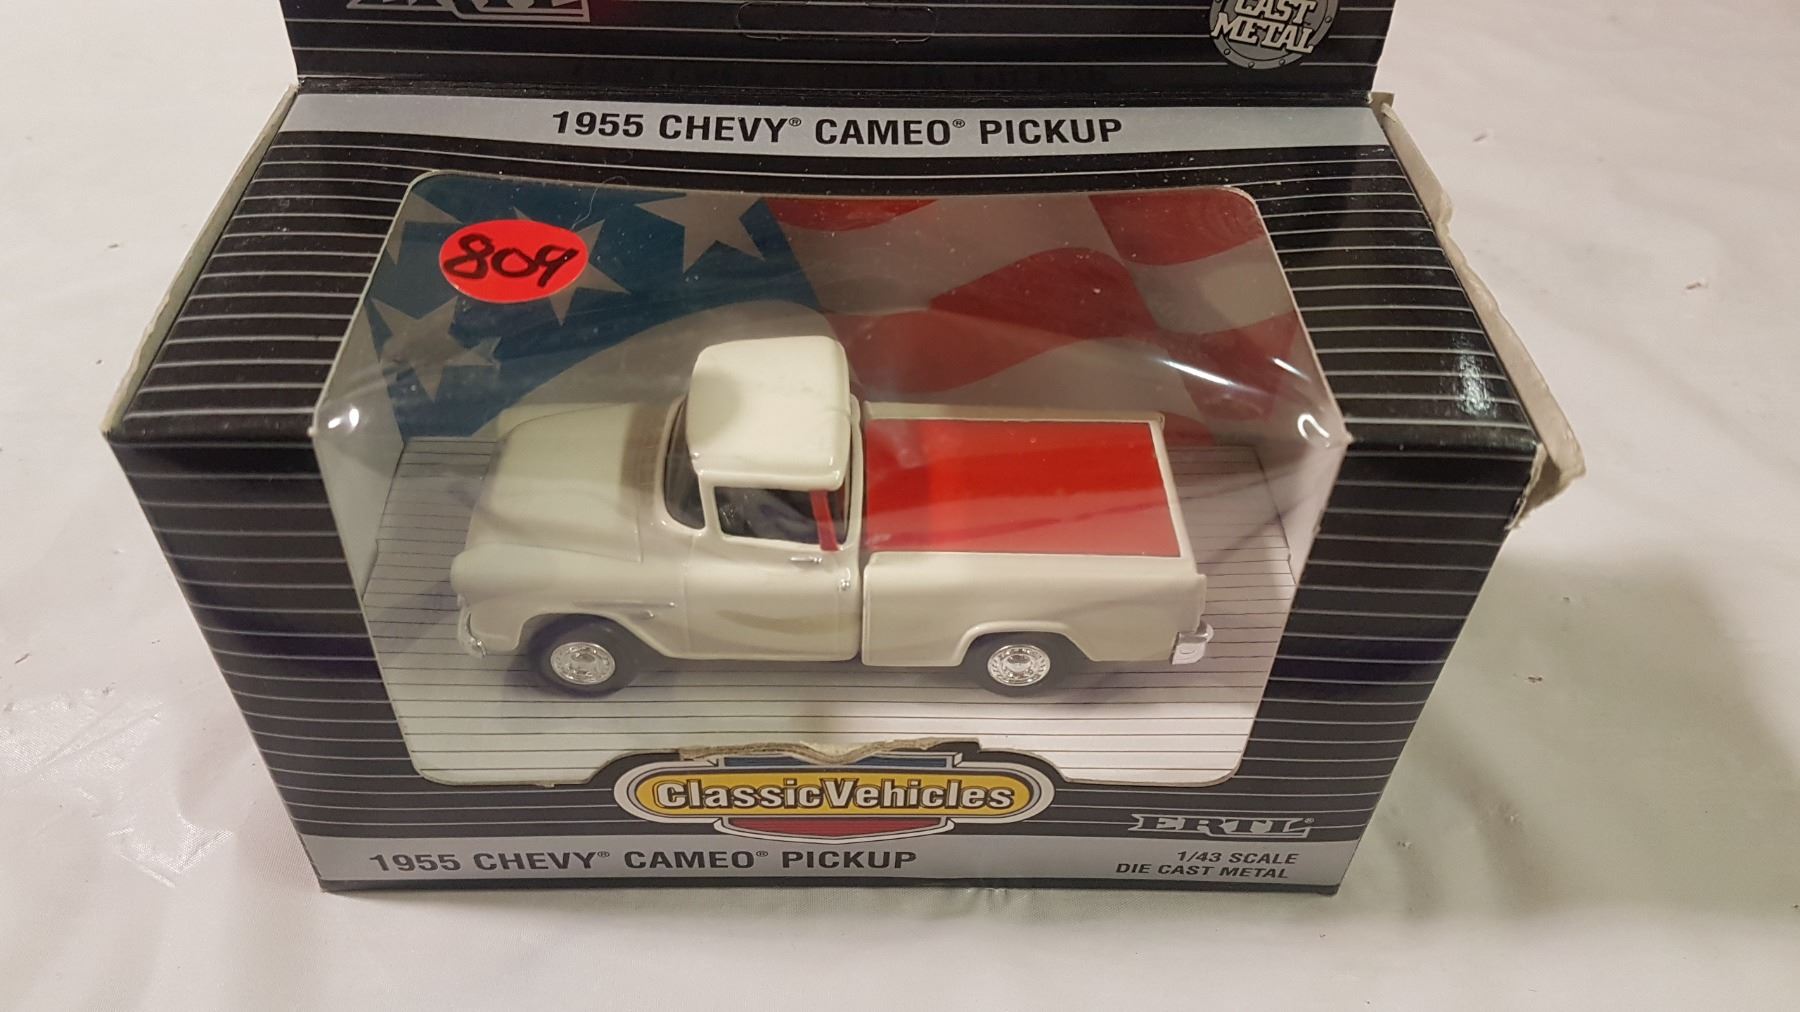 ERTL
CAST
METAL
1955 CHEVY® CAMEO® PICKUP
809
ClassicVehicles
ERTL®
1955 CHEVY® CAMEO® PICKUP
1/43 SCALE
DIE CAST METAL